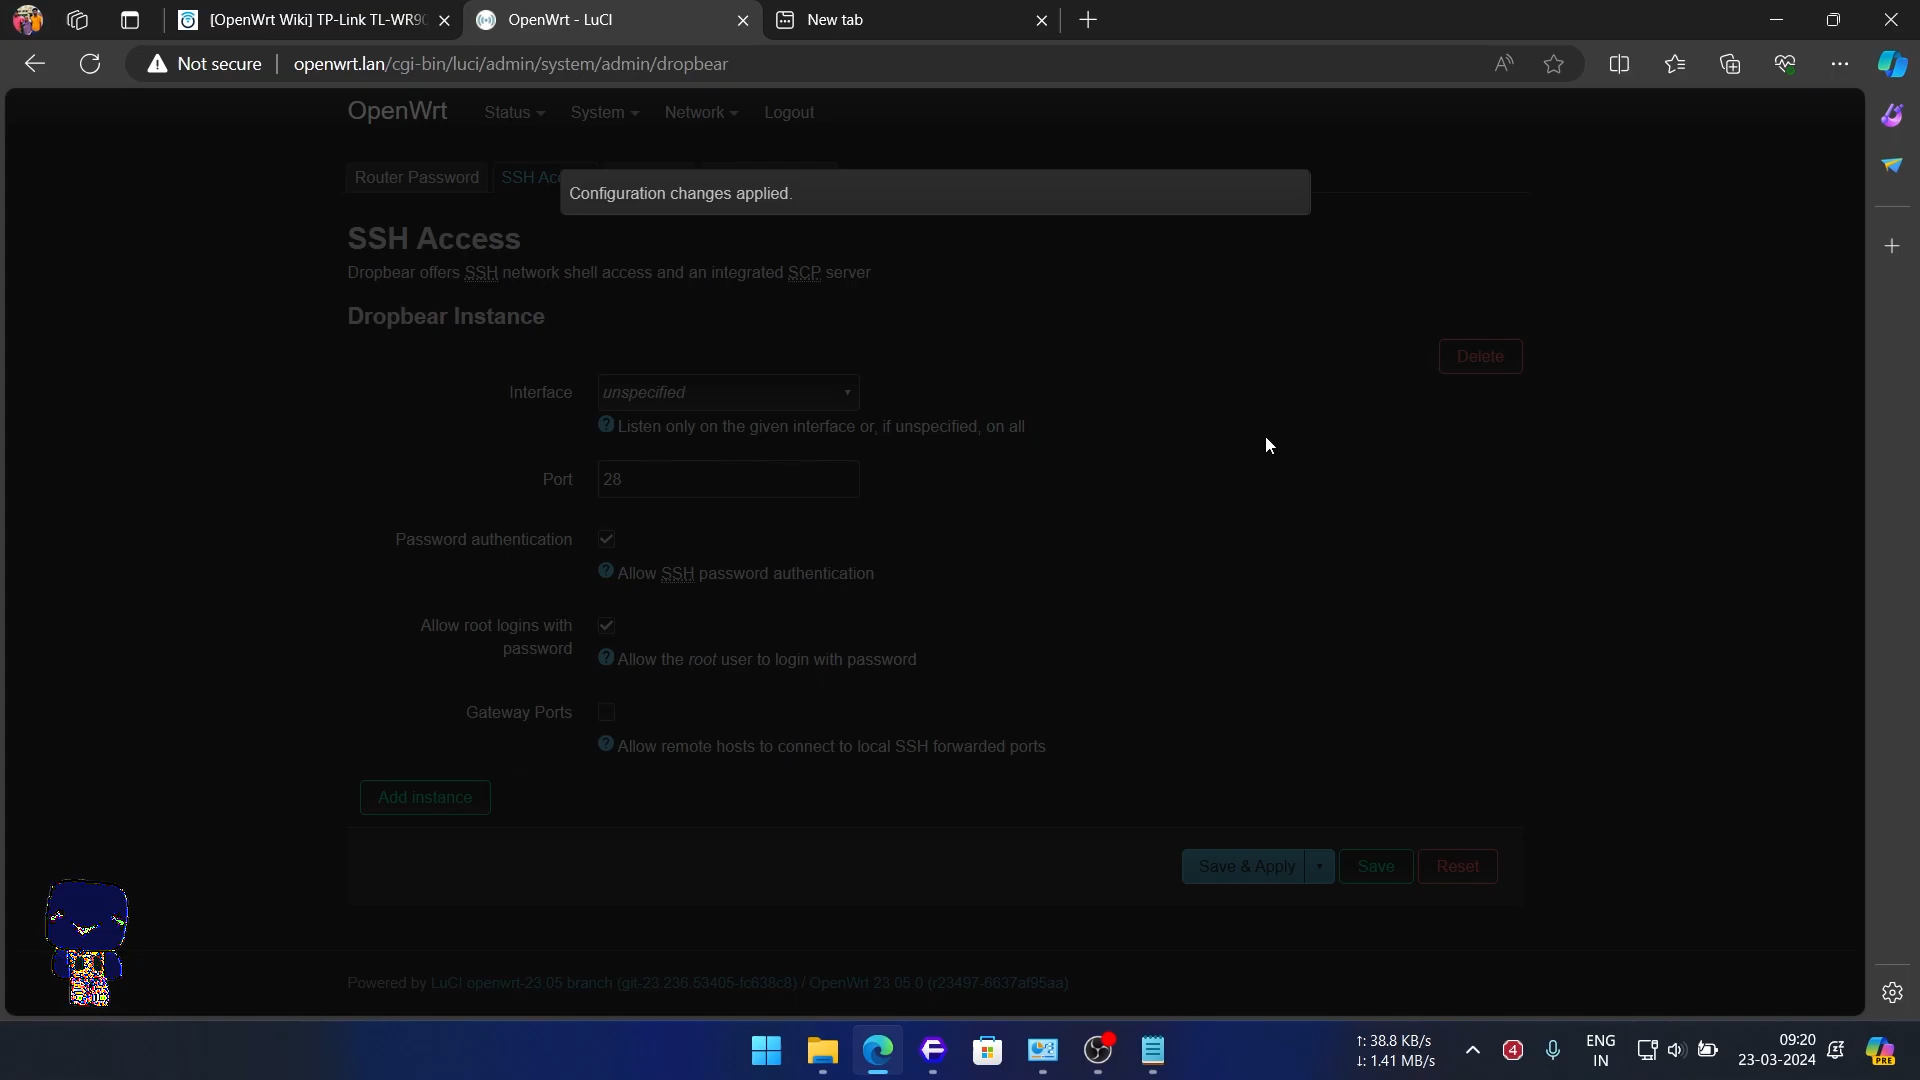 [OpenWrt Wiki] TP-Link TL-WR90
OpenWrt - LuCI
New tab
Not secure
openwrt.lan/cgi-bin/luci/admin/system/admin/dropbear
OpenWrt
Status
System
Network
Logout
Router Password
SSH Acc
Configuration changes applied.
SSH Access
Dropbear offers SSH network shell access and an integrated SCP server
Dropbear Instance
Delete
Interface
unspecified
Listen only on the given interface or, if unspecified, on all
Port
28
Password authentication
Allow SSH password authentication
Allow root logins with
password
Allow the root user to login with password
Gateway Ports
Allow remote hosts to connect to local SSH forwarded ports
Add instance
Save & Apply
Save
Reset
Powered by LuCI openwrt-23.05 branch (git-23.236.53405-fc638c8) / OpenWrt 23.05.0 (r23497-6637af95aa)
↑: 38.8 KB/s
↓: 1.41 MB/s
4
ENG
IN
09:20
23-03-2024
PRE